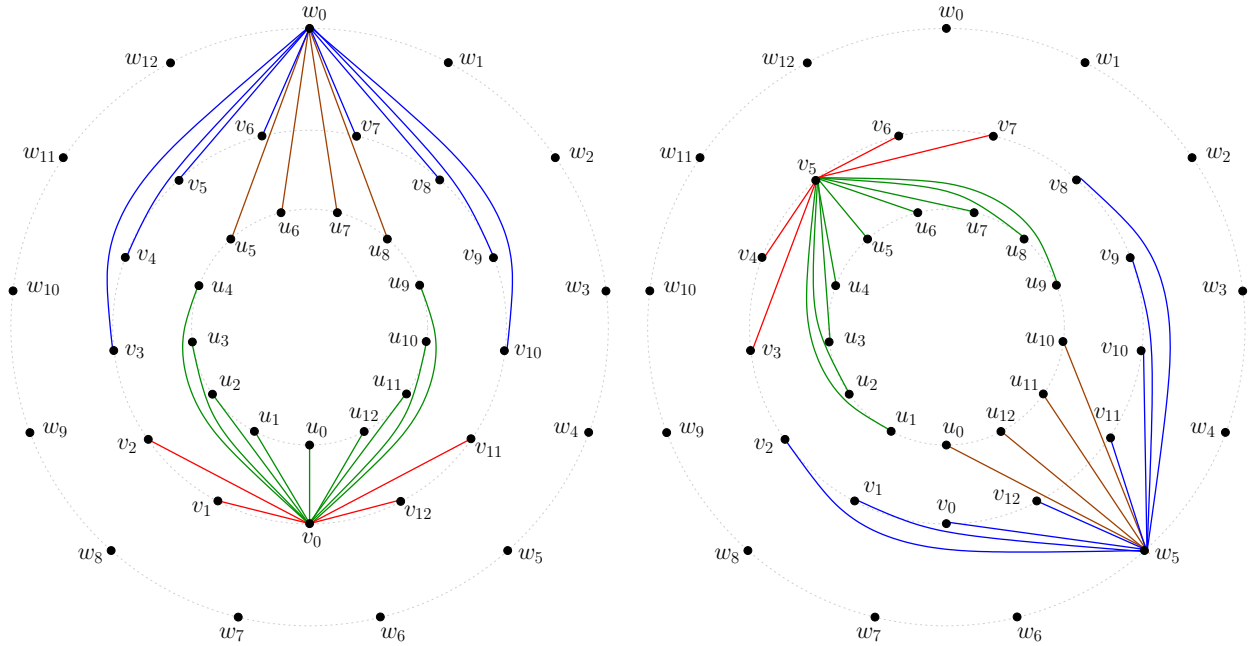 w₀
w₁₂ w₁
v₆ v₇
w₁₁ w₂
v₅ v₈
u₆ u₇
u₅ u₈
v₄ v₉
w₁₀ u₄ u₉ w₃
u₃ u₁₀
v₃ v₁₀
u₂ u₁₁
u₁ u₀ u₁₂
w₉ w₄
v₂ v₁₁
v₁ v₁₂
v₀
w₈ w₅
w₇ w₆
w₀
w₁₂ w₁
v₆ v₇
w₁₁ w₂
v₅ v₈
u₆ u₇
u₅ u₈
v₄ v₉
w₁₀ u₄ u₉ w₃
u₃ u₁₀
v₃ v₁₀
u₂ u₁₁
u₁ u₀ u₁₂
w₉ w₄
v₂ v₁₁
v₁ v₀ v₁₂
w₈ w₅
w₇ w₆